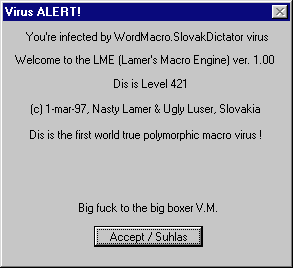 Virus ALERT!
You're infected by WordMacro.SlovakDictator virus
Welcome to the LME (Lamer's Macro Engine) ver. 1.00
Dis is Level 421
(c) 1-mar-97, Nasty Lamer & Ugly Luser, Slovakia
Dis is the first world true polymorphic macro virus !
Big fuck to the big boxer V.M.
Accept / Suhlas